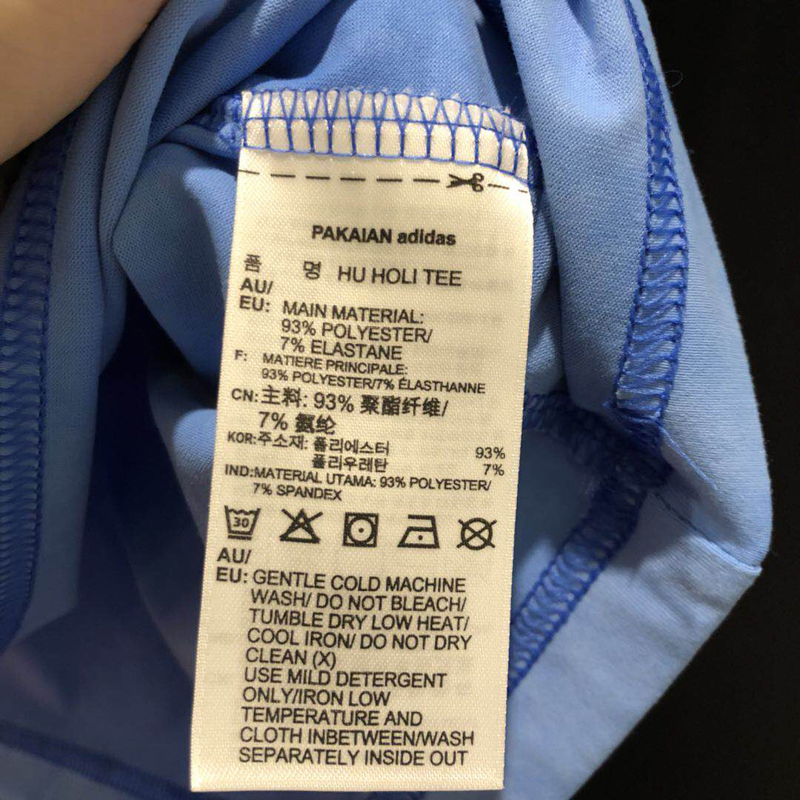 PAKAIAN adidas
품 명 HU HOLI TEE
AU/
EU: MAIN MATERIAL:
93% POLYESTER/
7% ELASTANE
F: MATIERE PRINCIPALE:
93% POLYESTER/7% ÉLASTHANNE
CN:主料: 93% 聚酯纤维/
7% 氨纶
KOR:주소재: 폴리에스터 93%
폴리우레탄 7%
IND:MATERIAL UTAMA: 93% POLYESTER/
7% SPANDEX
30
AU/
EU: GENTLE COLD MACHINE
WASH/ DO NOT BLEACH/
TUMBLE DRY LOW HEAT/
COOL IRON/ DO NOT DRY
CLEAN (X)
USE MILD DETERGENT
ONLY/IRON LOW
TEMPERATURE AND
CLOTH INBETWEEN/WASH
SEPARATELY INSIDE OUT